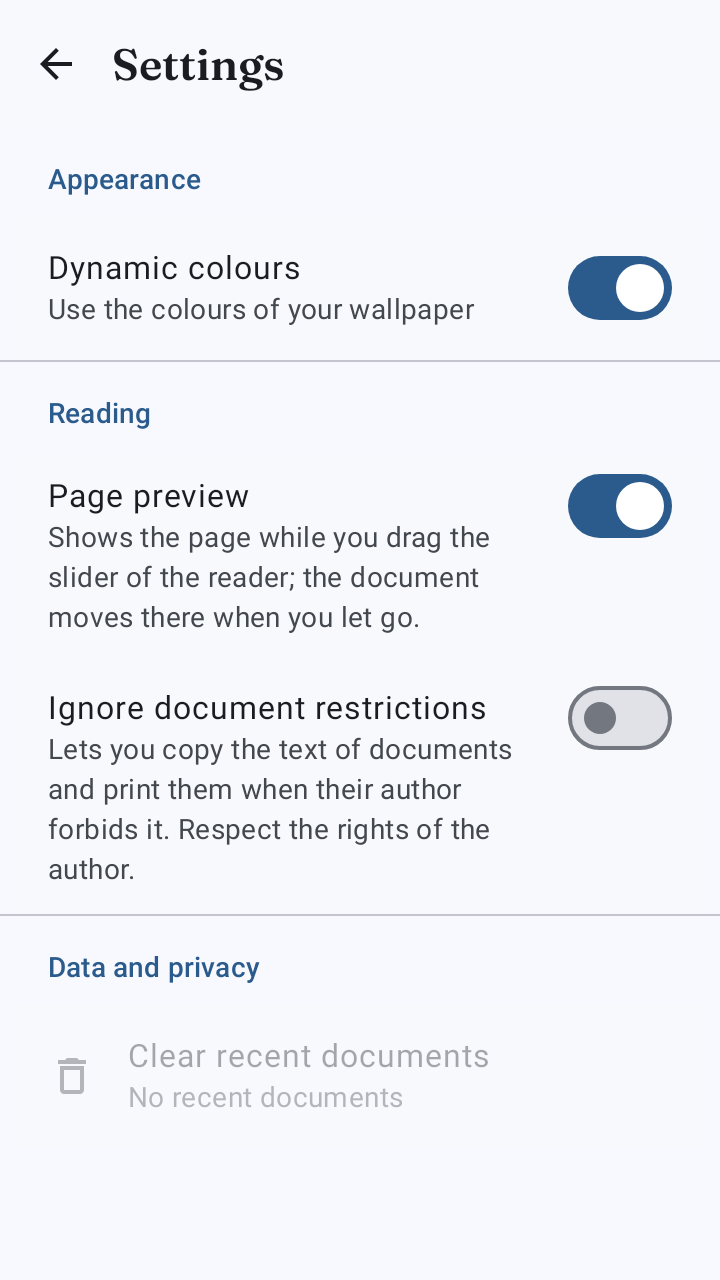 Settings
Appearance
Dynamic colours
Use the colours of your wallpaper
Reading
Page preview
Shows the page while you drag the
slider of the reader; the document
moves there when you let go.
Ignore document restrictions
Lets you copy the text of documents
and print them when their author
forbids it. Respect the rights of the
author.
Data and privacy
Clear recent documents
No recent documents